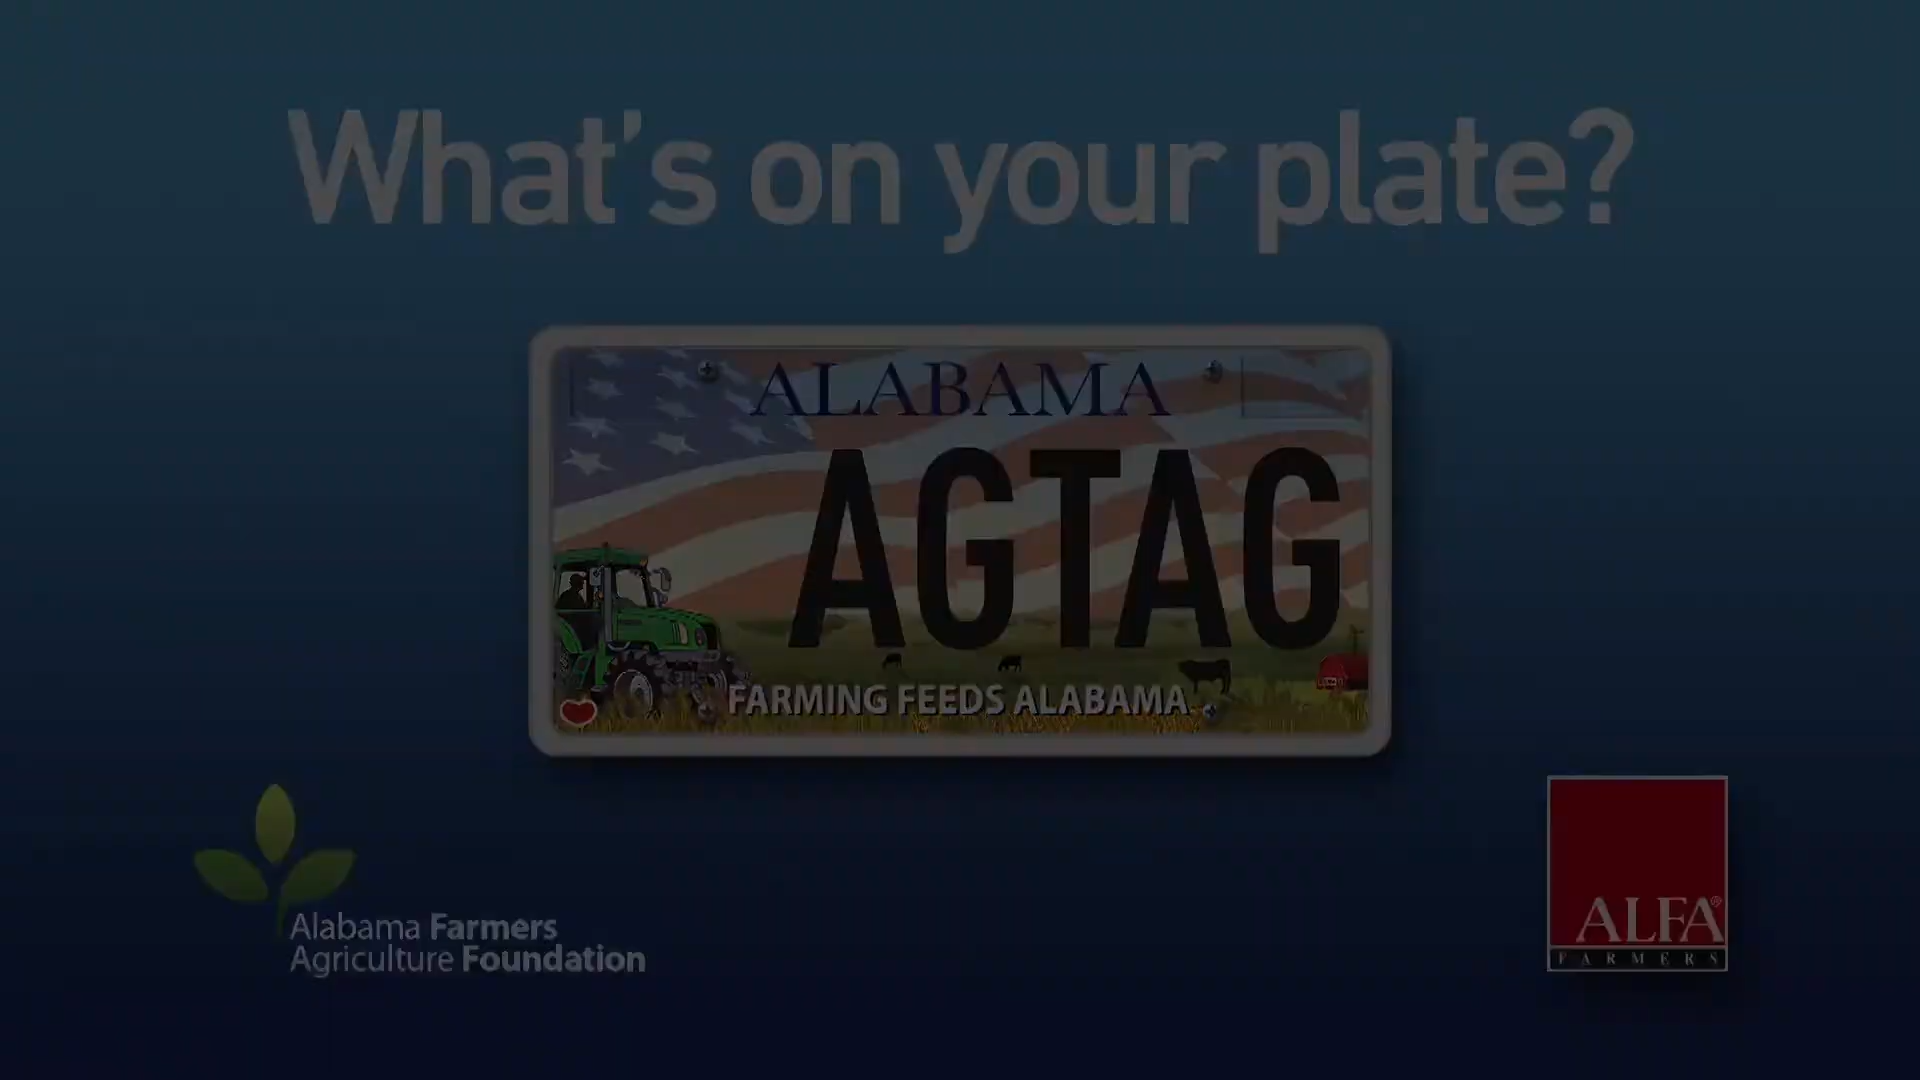 What's on your plate?
ALABAMA
AGTAG
FARMING FEEDS ALABAMA
Alabama Farmers
Agriculture Foundation
ALFA®
FARMERS